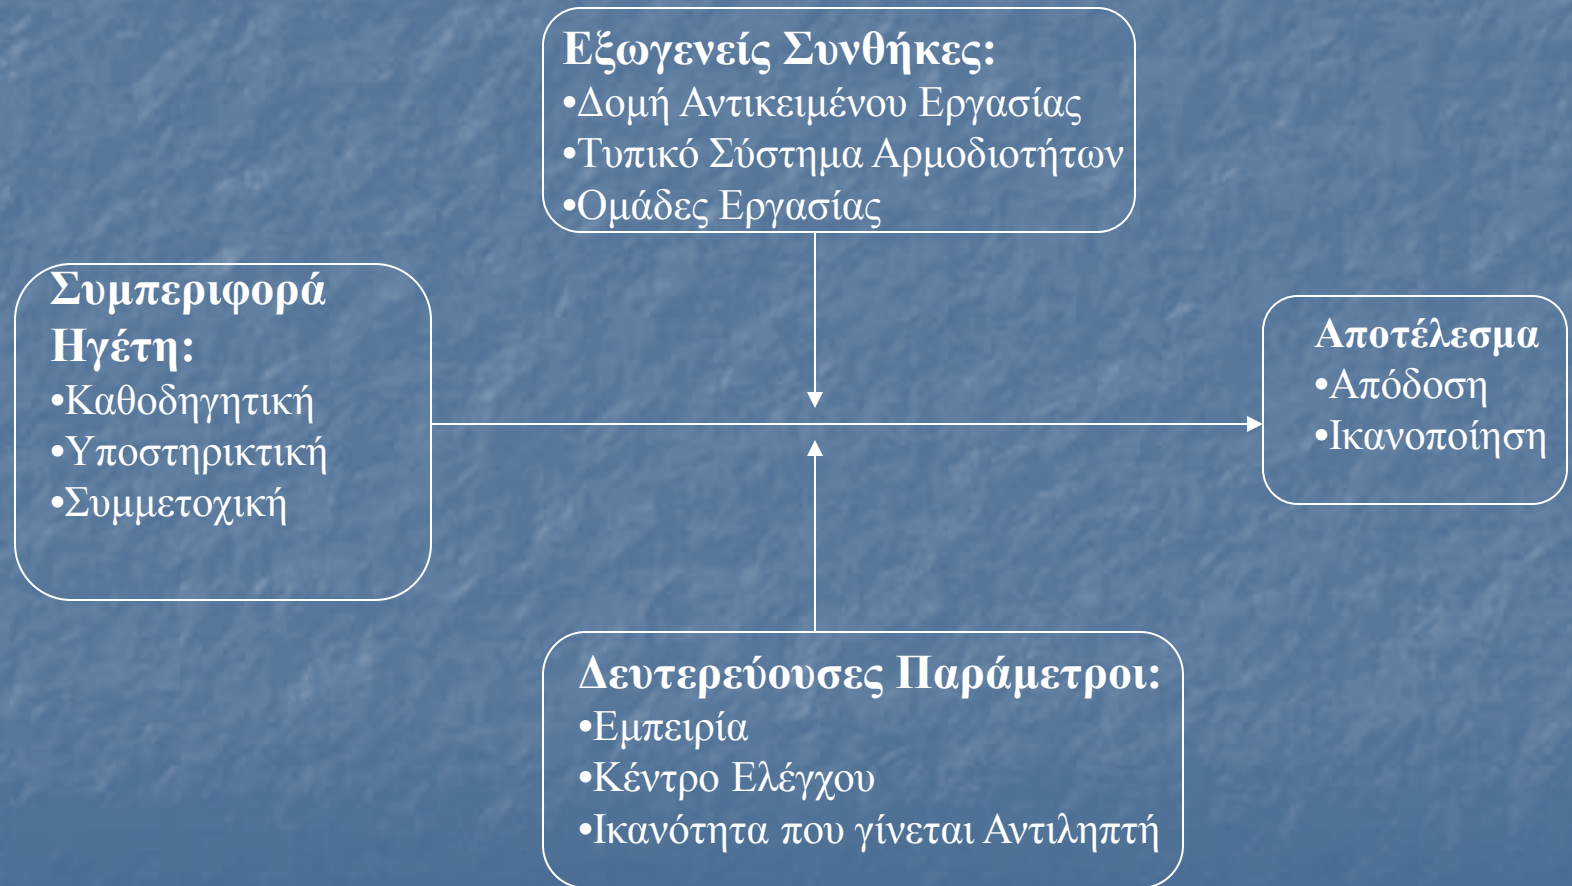 Εξωγενείς Συνθήκες:
•Δομή Αντικειμένου Εργασίας
•Τυπικό Σύστημα Αρμοδιοτήτων
•Ομάδες Εργασίας
Συμπεριφορά
Ηγέτη:
•Καθοδηγητική
•Υποστηρικτική
•Συμμετοχική
Αποτέλεσμα
•Απόδοση
•Ικανοποίηση
Δευτερεύουσες Παράμετροι:
•Εμπειρία
•Κέντρο Ελέγχου
•Ικανότητα που γίνεται Αντιληπτή